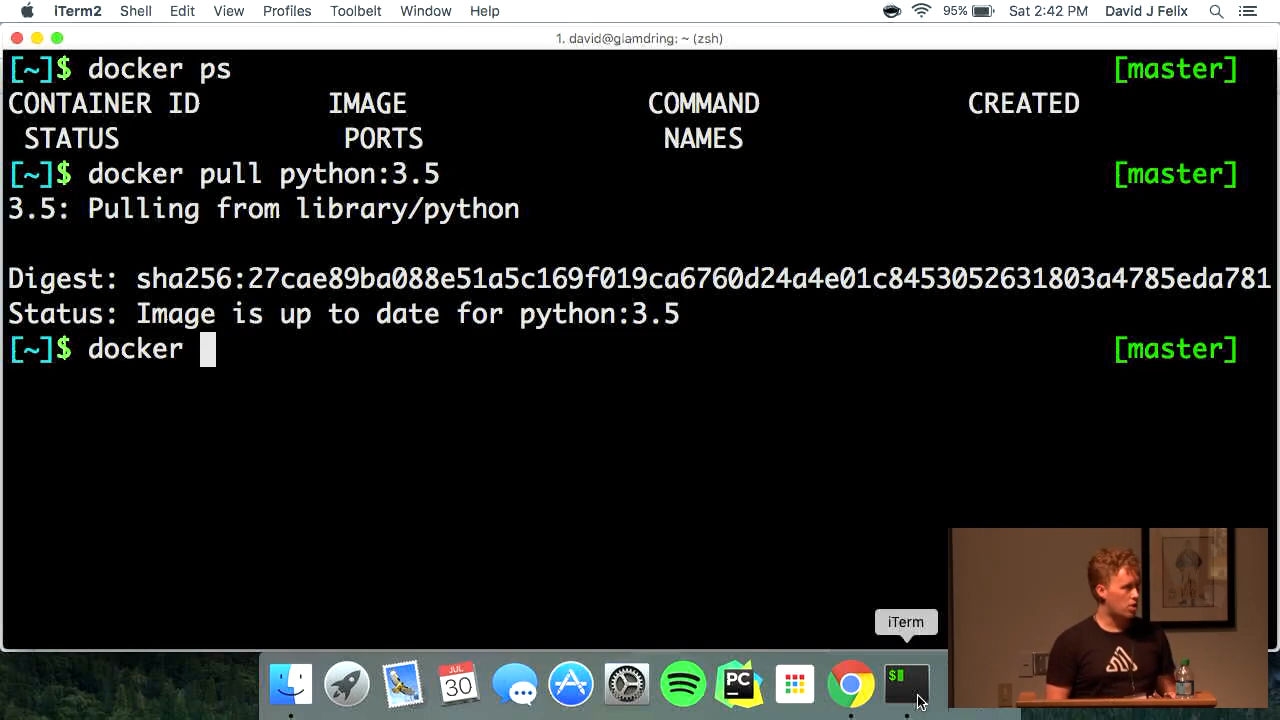 iTerm2 Shell Edit View Profiles Toolbelt Window Help 95% Sat 2:42 PM David J Felix
1. david@glamdring: ~ (zsh)
[~]$ docker ps [master]
CONTAINER ID IMAGE COMMAND CREATED
STATUS PORTS NAMES
[~]$ docker pull python:3.5 [master]
3.5: Pulling from library/python
Digest: sha256:27cae89ba088e51a5c169f019ca6760d24a4e01c8453052631803a4785eda781
Status: Image is up to date for python:3.5
[~]$ docker [master]
iTerm
JUL
30
PC
$